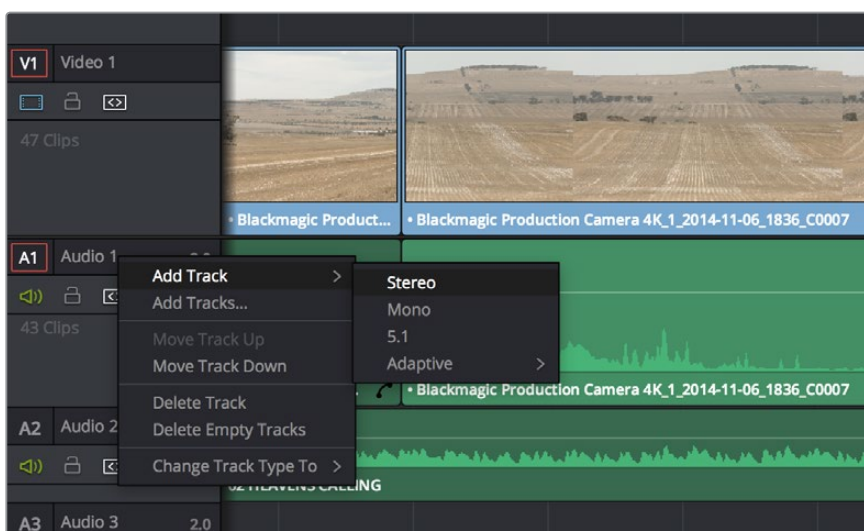 V1 Video 1
47 Clips
• Blackmagic Product...
• Blackmagic Production Camera 4K_1_2014-11-06_1836_C0007
A1 Audio 1
43 Clips
Add Track >
Add Tracks...
Move Track Up
Move Track Down
Delete Track
Delete Empty Tracks
Change Track Type To >
Stereo
Mono
5.1
Adaptive >
• Blackmagic Production Camera 4K_1_2014-11-06_1836_C0007
A2 Audio 2
HEAVENS CALLING
A3 Audio 3 2.0